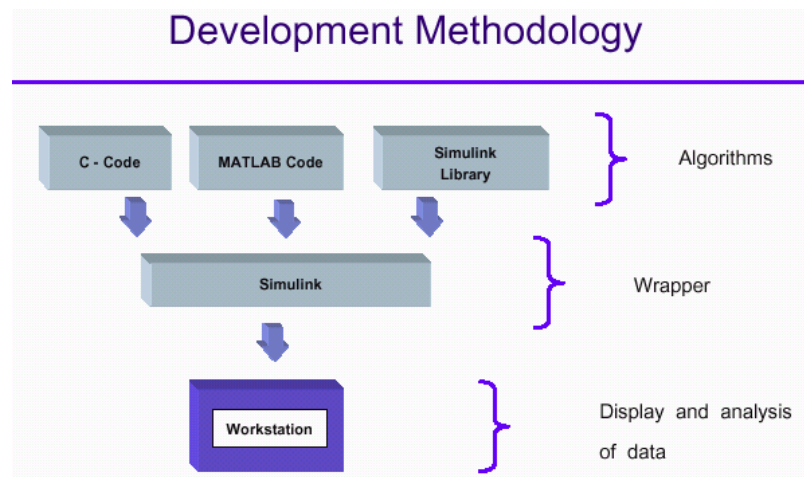 Development Methodology
C - Code
MATLAB Code
Simulink
Library
Algorithms
Simulink
Wrapper
Workstation
Display and analysis
of data